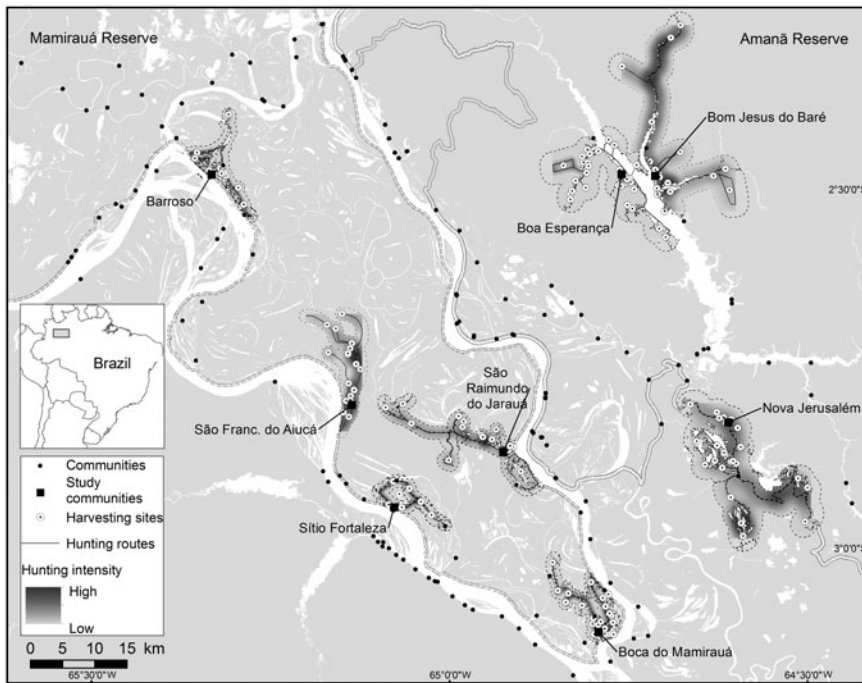 Mamirauá Reserve
Amanã Reserve
Bom Jesus do Baré
2°30'0"S
Barroso
Boa Esperança
Brazil
São
Raimundo
do Jarauá
Nova Jerusalém
São Franc. do Aiucá
Communities
Study
communities
Harvesting sites
Hunting routes
Hunting intensity
High
Low
Sítio Fortaleza
3°0'0"S
0 5 10 15 km
Boca do Mamirauá
65°30'0"W
65°0'0"W
64°30'0"W